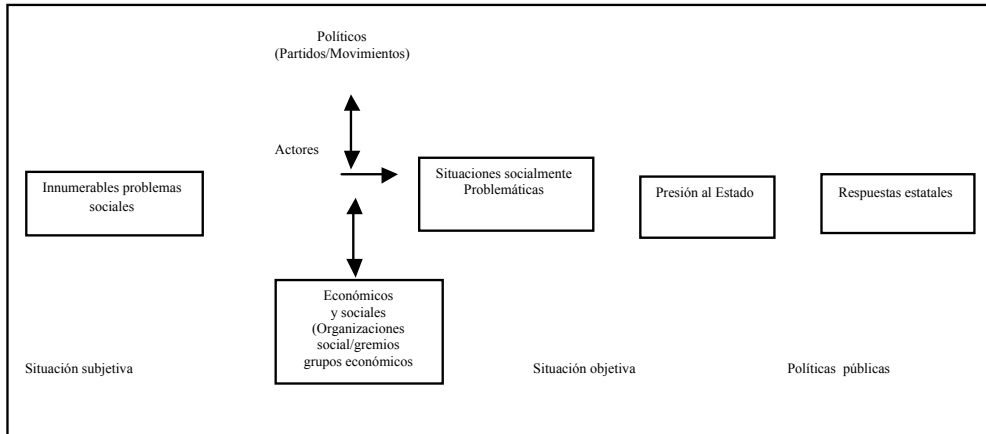 Políticos
(Partidos/Movimientos)
Actores
Innumerables problemas
sociales
Situaciones socialmente
Problemáticas
Presión al Estado
Respuestas estatales
Económicos
y sociales
(Organizaciones
social/gremios
grupos económicos
Situación subjetiva
Situación objetiva
Políticas públicas